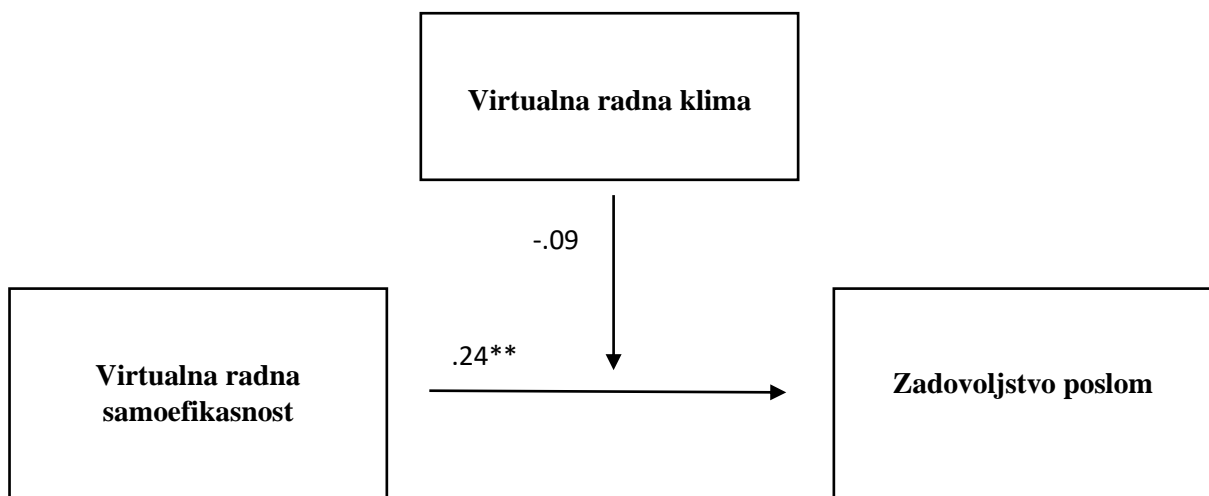 Virtualna radna klima
-.09
.24**
Virtualna radna
samoefikasnost
Zadovoljstvo poslom